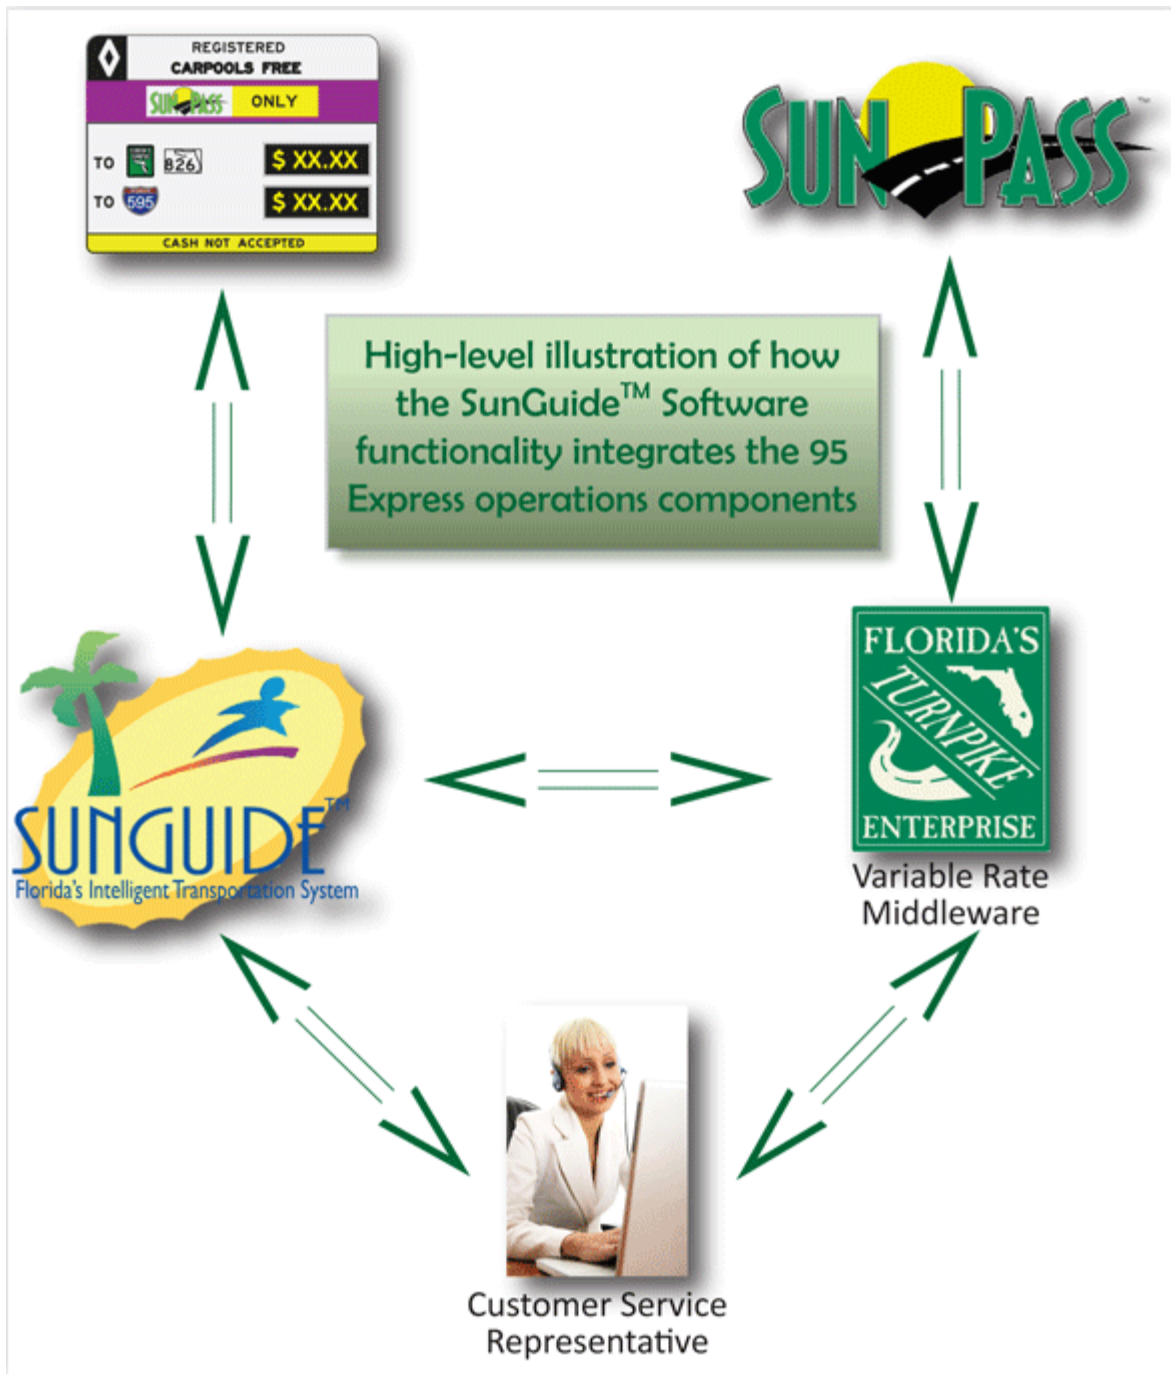 REGISTERED
CARPOOLS FREE
SUNPASS ONLY
TO 826 $ XX.XX
TO 595 $ XX.XX
CASH NOT ACCEPTED
SUNPASS™
High-level illustration of how
the SunGuide™ Software
functionality integrates the 95
Express operations components
SUNGUIDE™
Florida's Intelligent Transportation System
FLORIDA'S
TURNPIKE
ENTERPRISE
Variable Rate
Middleware
Customer Service
Representative